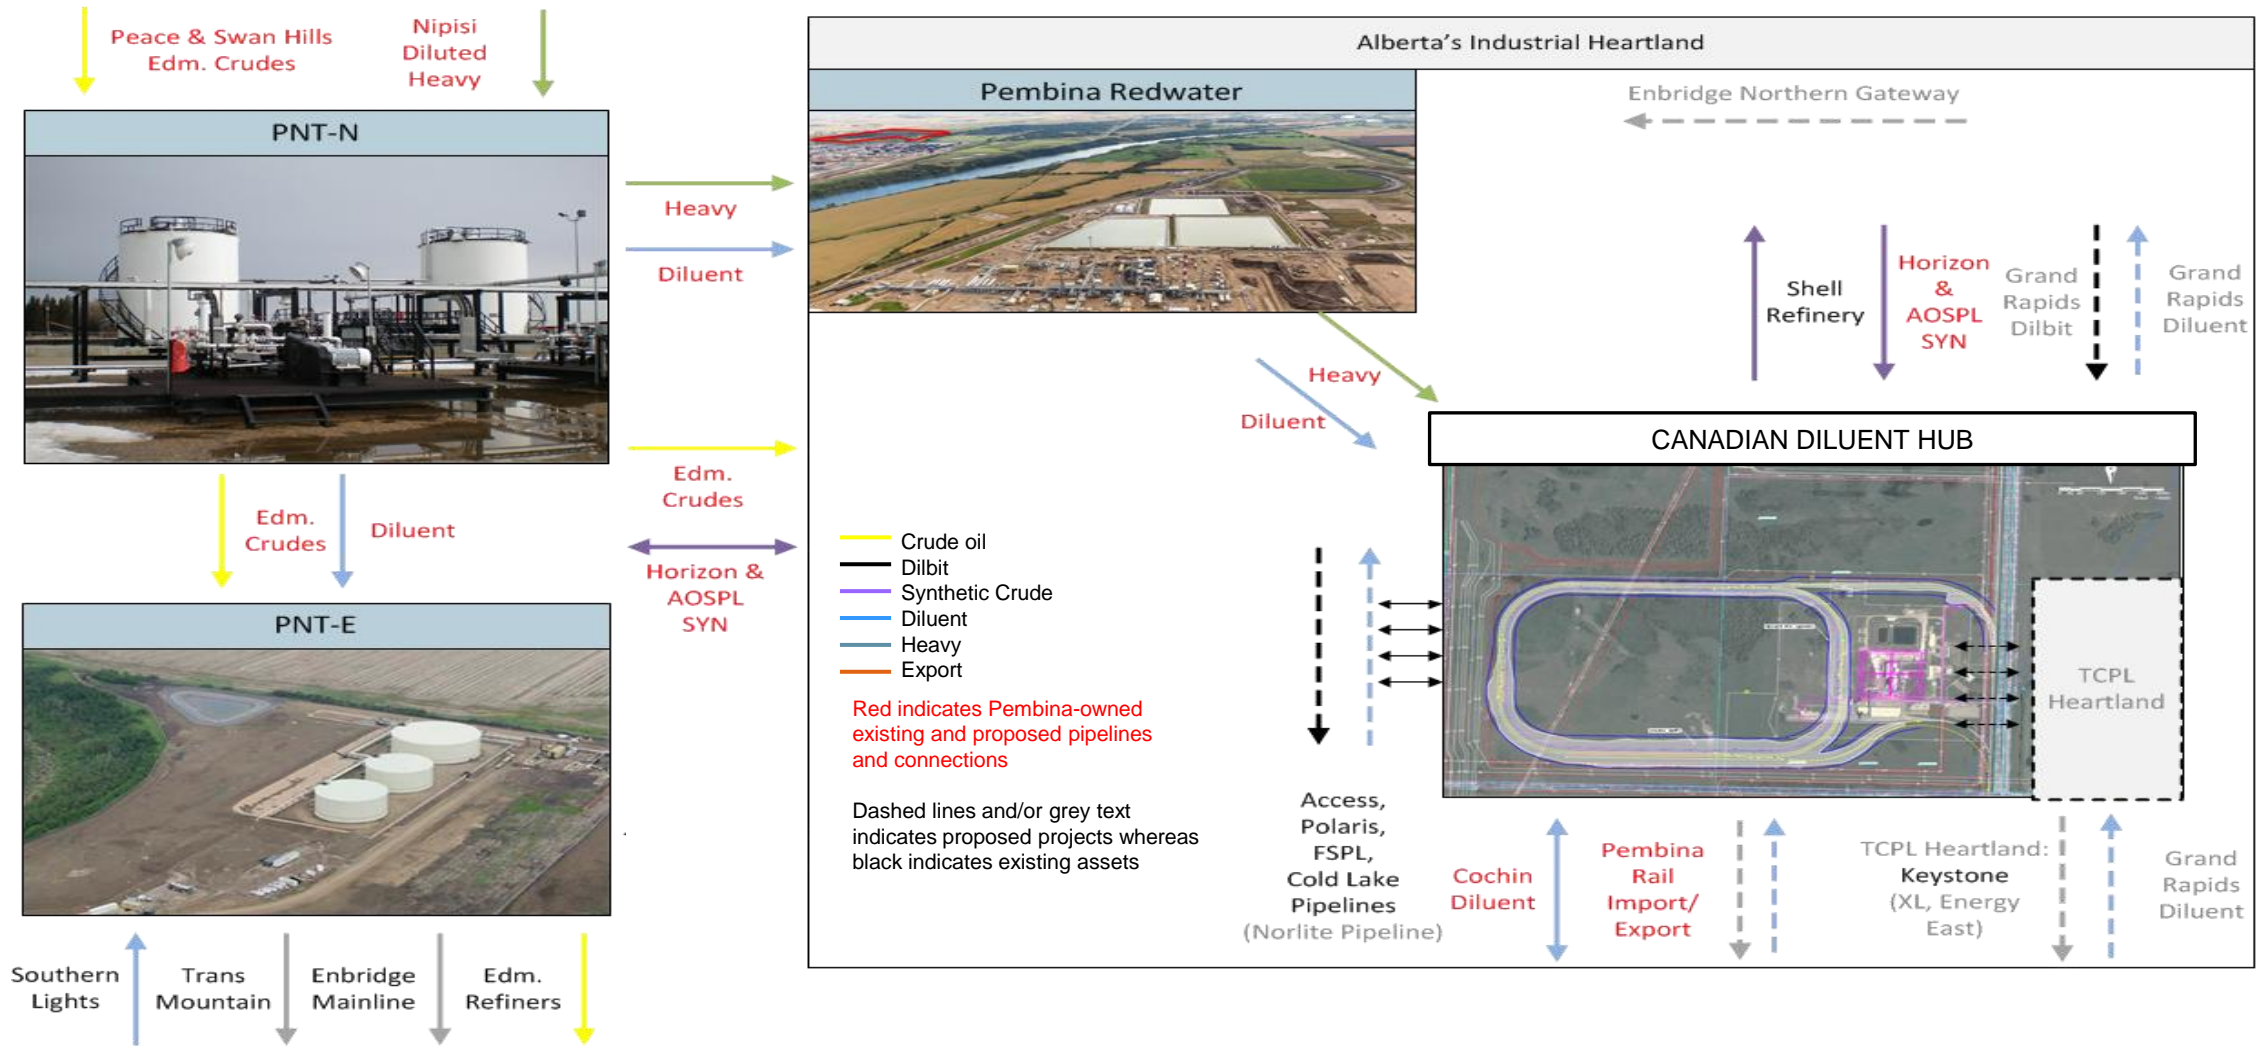 Peace & Swan Hills
Edm. Crudes
Nipisi
Diluted
Heavy
PNT-N
Heavy
Diluent
Edm.
Crudes
Horizon &
AOSPL
SYN
Edm.
Crudes
Diluent
PNT-E
Southern
Lights
Trans
Mountain
Enbridge
Mainline
Edm.
Refiners
Alberta's Industrial Heartland
Pembina Redwater
Enbridge Northern Gateway
Heavy
Diluent
Shell
Refinery
Horizon
&
AOSPL
SYN
Grand
Rapids
Dilbit
Grand
Rapids
Diluent
CANADIAN DILUENT HUB
Crude oil
Dilbit
Synthetic Crude
Diluent
Heavy
Export
Red indicates Pembina-owned
existing and proposed pipelines
and connections
Dashed lines and/or grey text
indicates proposed projects whereas
black indicates existing assets
TCPL
Heartland
Access,
Polaris,
FSPL,
Cold Lake
Pipelines
(Norlite Pipeline)
Cochin
Diluent
Pembina
Rail
Import/
Export
TCPL Heartland:
Keystone
(XL, Energy
East)
Grand
Rapids
Diluent